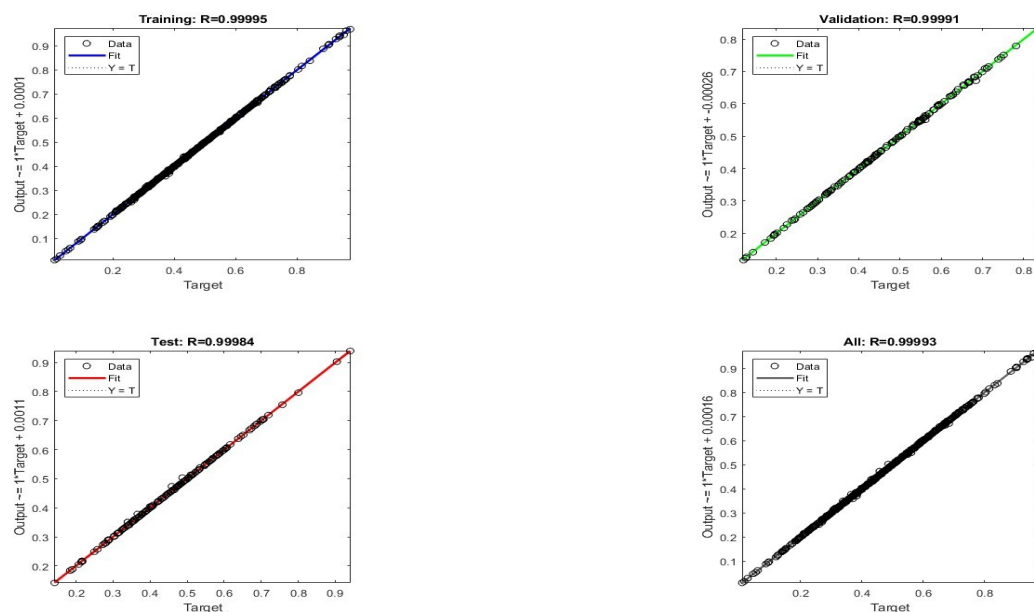 Training: R=0.99995
Output ~= 1*Target + 0.0001
Data
Fit
Y = T
0.9
0.8
0.7
0.6
0.5
0.4
0.3
0.2
0.1
0.2 0.4 0.6 0.8
Target
Validation: R=0.99991
Output ~= 1*Target + -0.00026
Data
Fit
Y = T
0.8
0.7
0.6
0.5
0.4
0.3
0.2
0.2 0.3 0.4 0.5 0.6 0.7 0.8
Target
Test: R=0.99984
Output ~= 1*Target + 0.0011
Data
Fit
Y = T
0.9
0.8
0.7
0.6
0.5
0.4
0.3
0.2
0.2 0.3 0.4 0.5 0.6 0.7 0.8 0.9
Target
All: R=0.99993
Output ~= 1*Target + 0.00016
Data
Fit
Y = T
0.9
0.8
0.7
0.6
0.5
0.4
0.3
0.2
0.1
0.2 0.4 0.6 0.8
Target